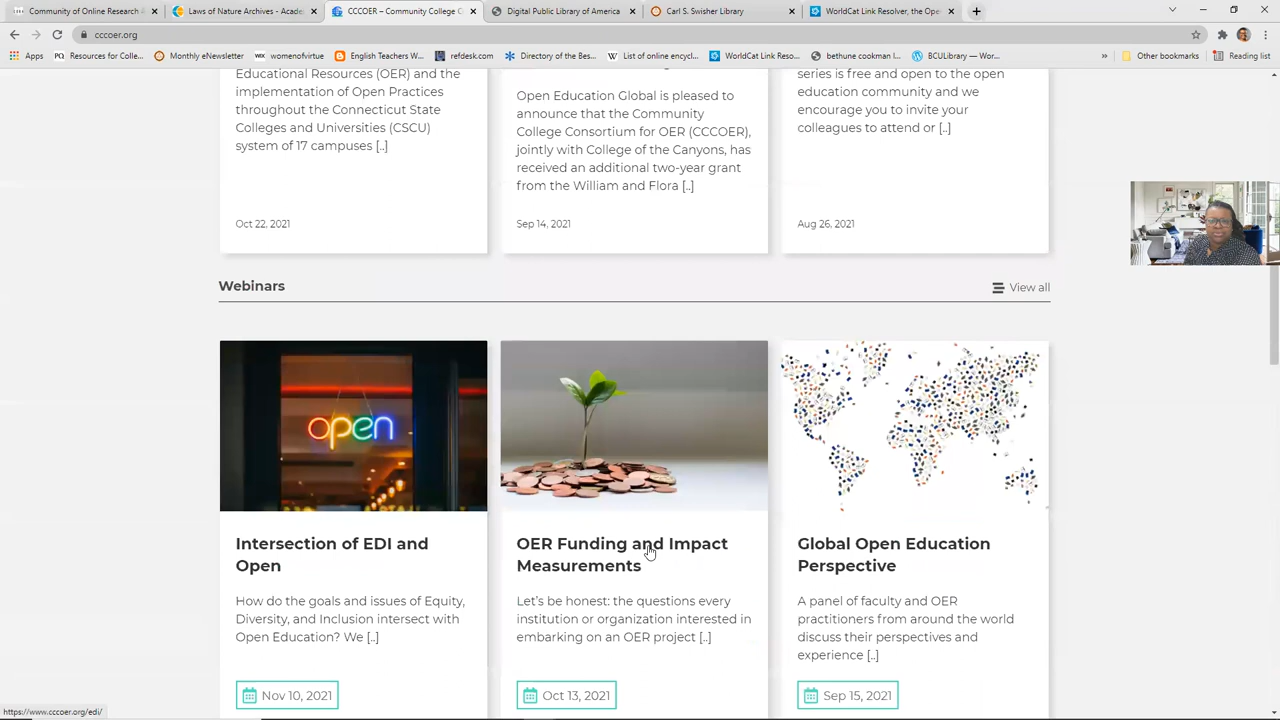 Community of Online Research
Laws of Nature Archives - Acade
CCCOER – Community College C
Digital Public Library of America
Carl S. Swisher Library
WorldCat Link Resolver, the Ope
cccoer.org
Apps
Resources for Colle...
Monthly eNewsletter
WIX
womenofvirtue
English Teachers W...
refdesk.com
Directory of the Bes...
List of online encycl...
WorldCat Link Reso...
bethune cookman l...
BCULibrary — Wor...
»
Other bookmarks
Reading list
Educational Resources (OER) and the
implementation of Open Practices
throughout the Connecticut State
Colleges and Universities (CSCU)
system of 17 campuses [..]
Oct 22, 2021
Open Education Global is pleased to
announce that the Community
College Consortium for OER (CCCOER),
jointly with College of the Canyons, has
received an additional two-year grant
from the William and Flora [..]
Sep 14, 2021
series is free and open to the open
education community and we
encourage you to invite your
colleagues to attend or [..]
Aug 26, 2021
Webinars
View all
open
Intersection of EDI and
Open
How do the goals and issues of Equity,
Diversity, and Inclusion intersect with
Open Education? We [..]
Nov 10, 2021
OER Funding and Impact
Measurements
Let's be honest: the questions every
institution or organization interested in
embarking on an OER project [..]
Oct 13, 2021
Global Open Education
Perspective
A panel of faculty and OER
practitioners from around the world
discuss their perspectives and
experience [..]
Sep 15, 2021
https://www.cccoer.org/edi/